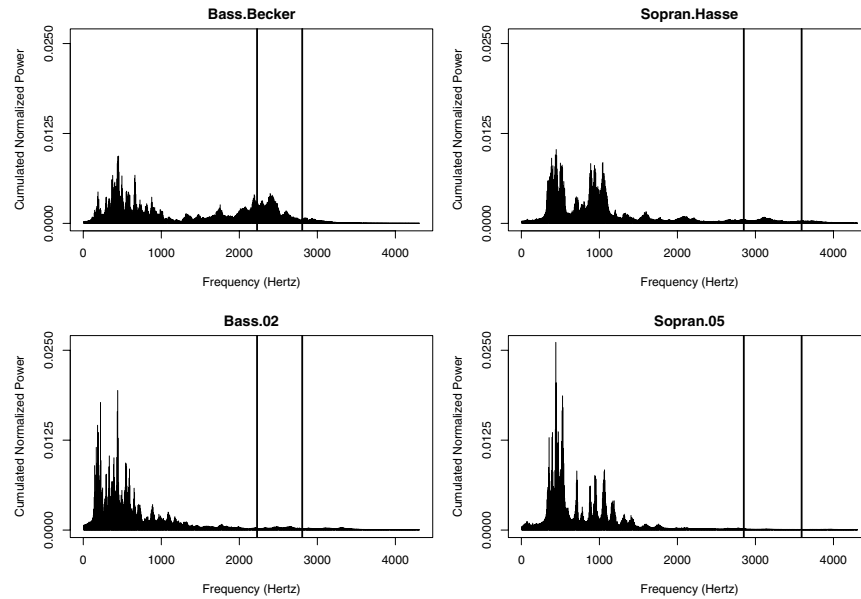 Bass.Becker
Cumulated Normalized Power
0.0250
0.0125
0.0000
0 1000 2000 3000 4000
Frequency (Hertz)
Sopran.Hasse
Cumulated Normalized Power
0.0250
0.0125
0.0000
0 1000 2000 3000 4000
Frequency (Hertz)
Bass.02
Cumulated Normalized Power
0.0250
0.0125
0.0000
0 1000 2000 3000 4000
Frequency (Hertz)
Sopran.05
Cumulated Normalized Power
0.0250
0.0125
0.0000
0 1000 2000 3000 4000
Frequency (Hertz)